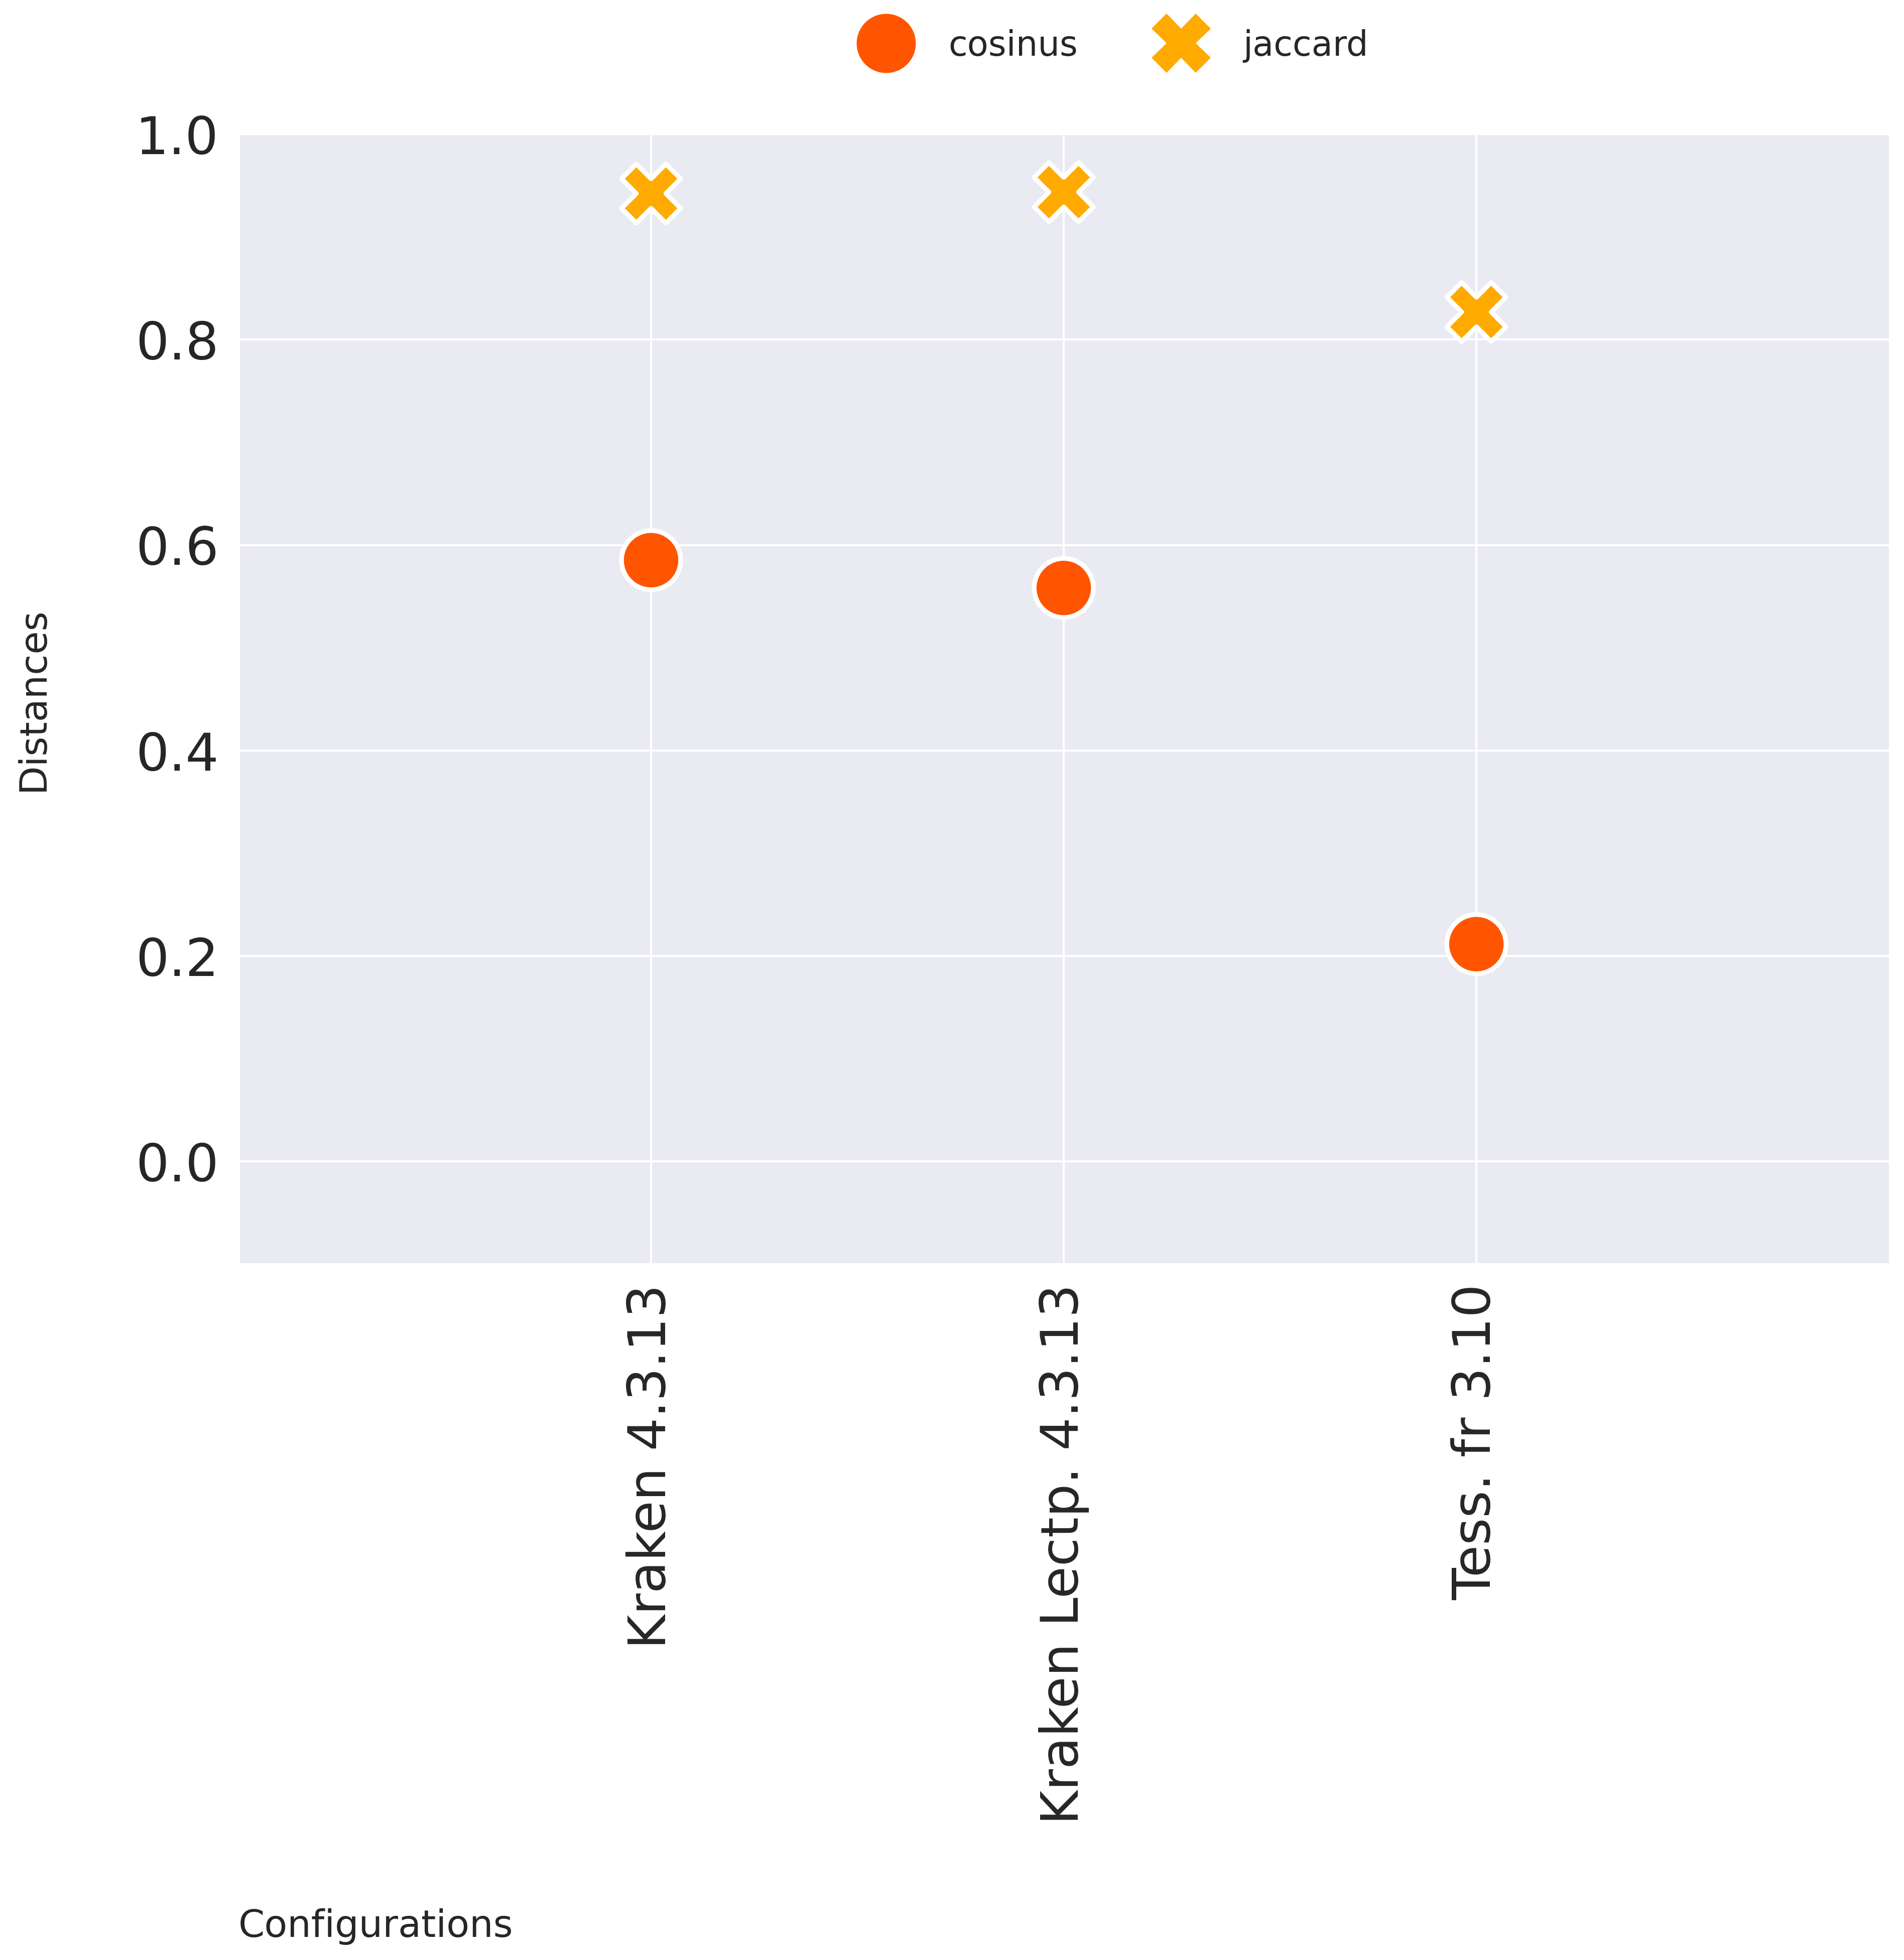 cosinus jaccard
1.0
0.8
0.6
0.4
0.2
0.0
Distances
Kraken 4.3.13
Kraken Lectp. 4.3.13
Tess. fr 3.10
Configurations